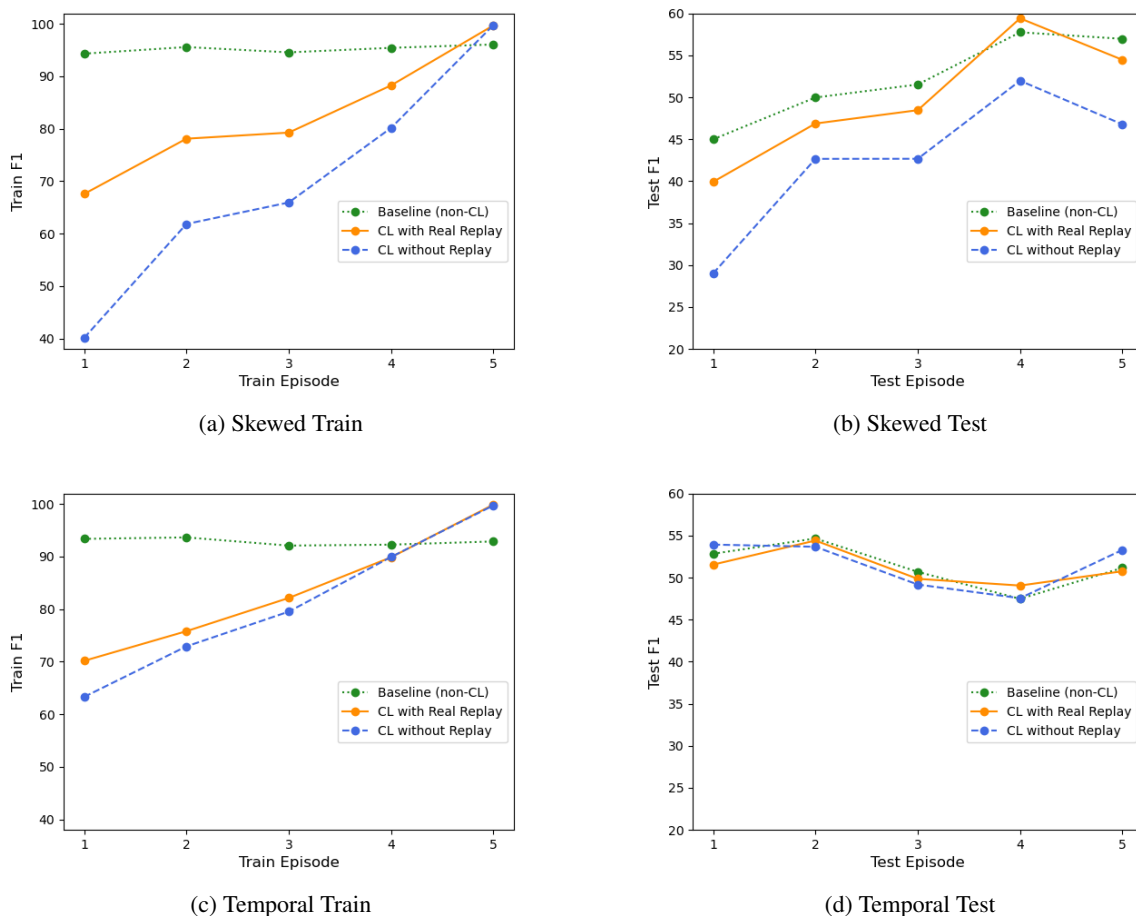 100
90
80
70
60
50
40
Train F1
Baseline (non-CL)
CL with Real Replay
CL without Replay
1 2 3 4 5
Train Episode
(a) Skewed Train
60
55
50
45
40
35
30
25
20
Test F1
Baseline (non-CL)
CL with Real Replay
CL without Replay
1 2 3 4 5
Test Episode
(b) Skewed Test
100
90
80
70
60
50
40
Train F1
Baseline (non-CL)
CL with Real Replay
CL without Replay
1 2 3 4 5
Train Episode
(c) Temporal Train
60
55
50
45
40
35
30
25
20
Test F1
Baseline (non-CL)
CL with Real Replay
CL without Replay
1 2 3 4 5
Test Episode
(d) Temporal Test